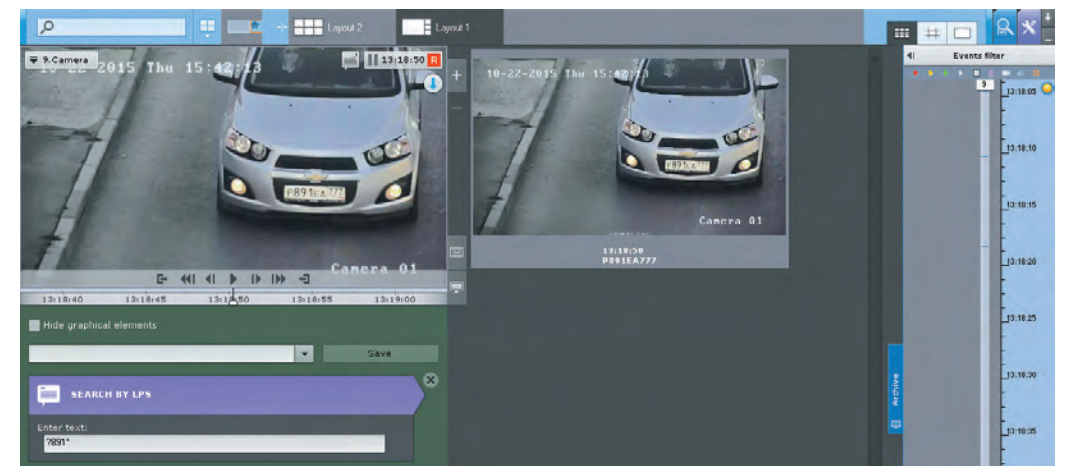 Layout 2
Layout 1
9.Camera
13:18:50 R
10-22-2015 Thu 15:42:13
P891EA777
Camera 01
13:18:40 13:18:45 13:18:50 13:18:55 13:19:00
Hide graphical elements
Save
SEARCH BY LPS
Enter text:
?891*
10-22-2015 Thu 15:42:13
P891EA777
Camera 01
13:18:50
P891EA777
Archive
Events filter
9
13:18:05
13:18:10
13:18:15
13:18:20
13:18:25
13:18:30
13:18:35